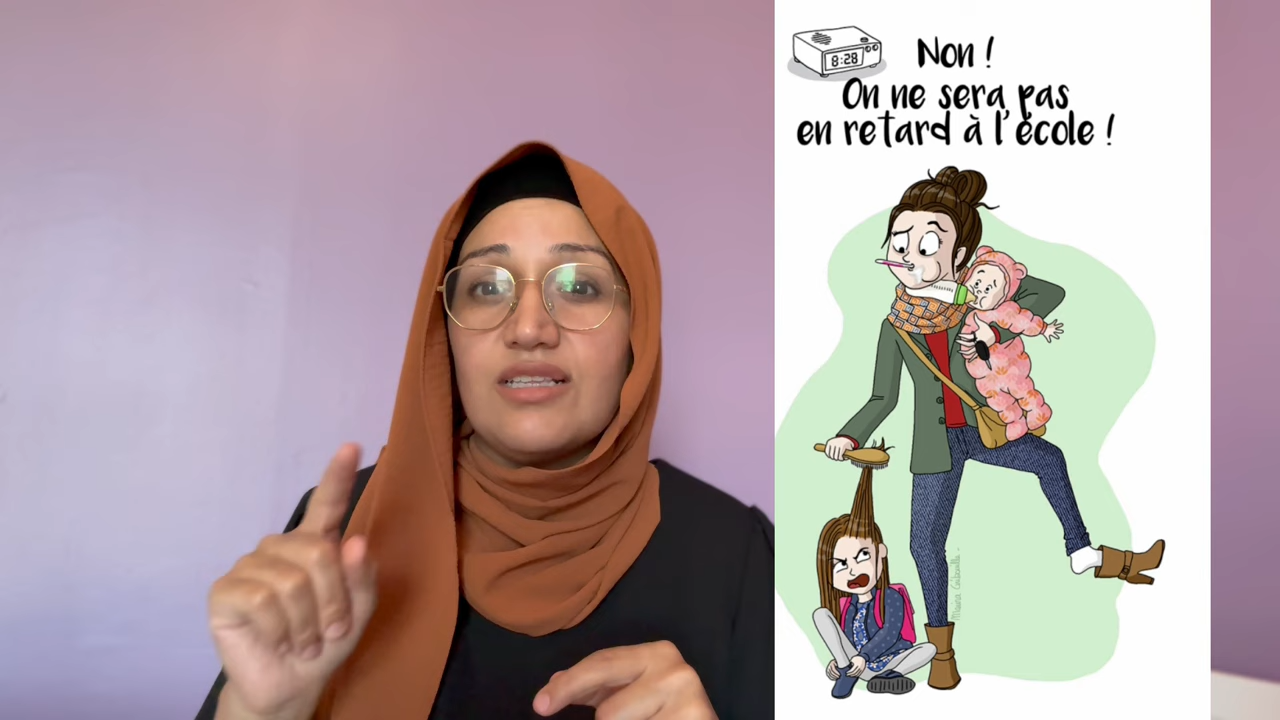 8:28
Non !
On ne sera pas
en retard à l'école !